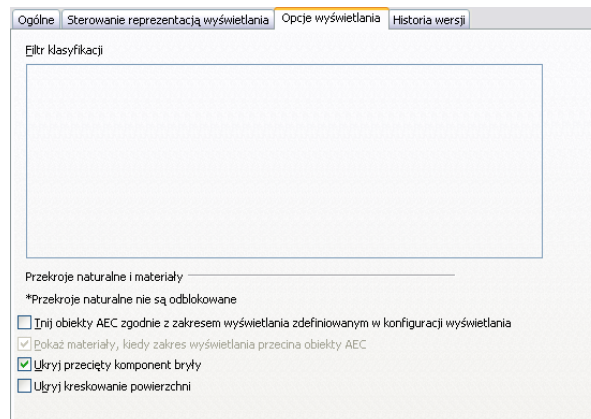 Ogólne Sterowanie reprezentacją wyświetlania Opcje wyświetlania Historia wersji
Filtr klasyfikacji
Przekroje naturalne i materiały
*Przekroje naturalne nie są odblokowane
Tnij obiekty AEC zgodnie z zakresem wyświetlania zdefiniowanym w konfiguracji wyświetlania
Pokaż materiały, kiedy zakres wyświetlania przecina obiekty AEC
Ukryj przecięty komponent bryły
Ukryj kreskowanie powierzchni